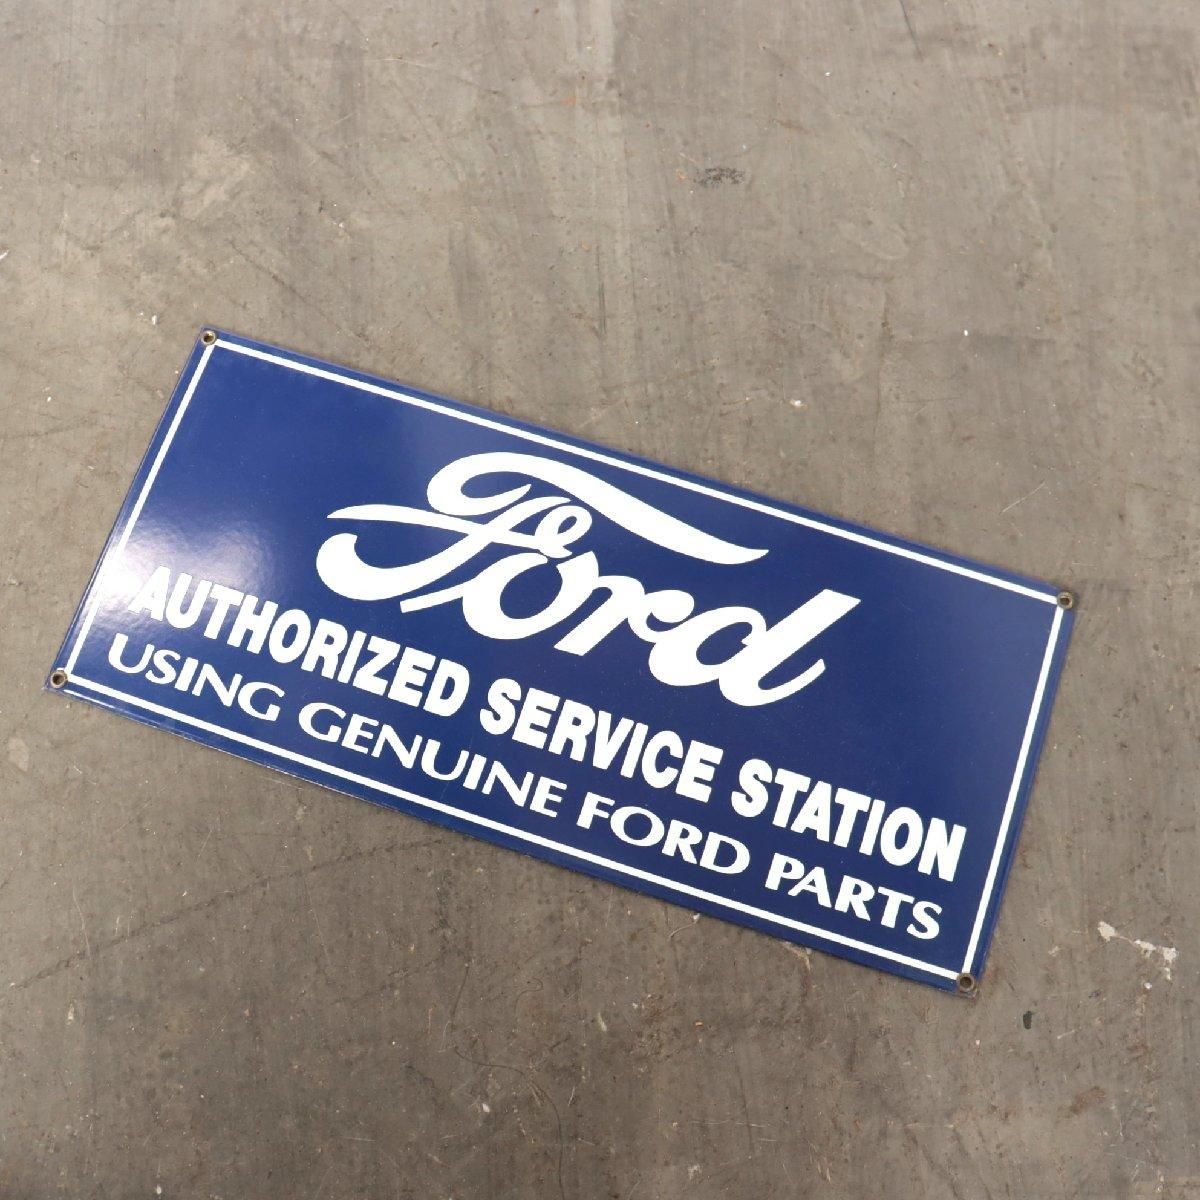 Ford
AUTHORIZED SERVICE STATION
USING GENUINE FORD PARTS